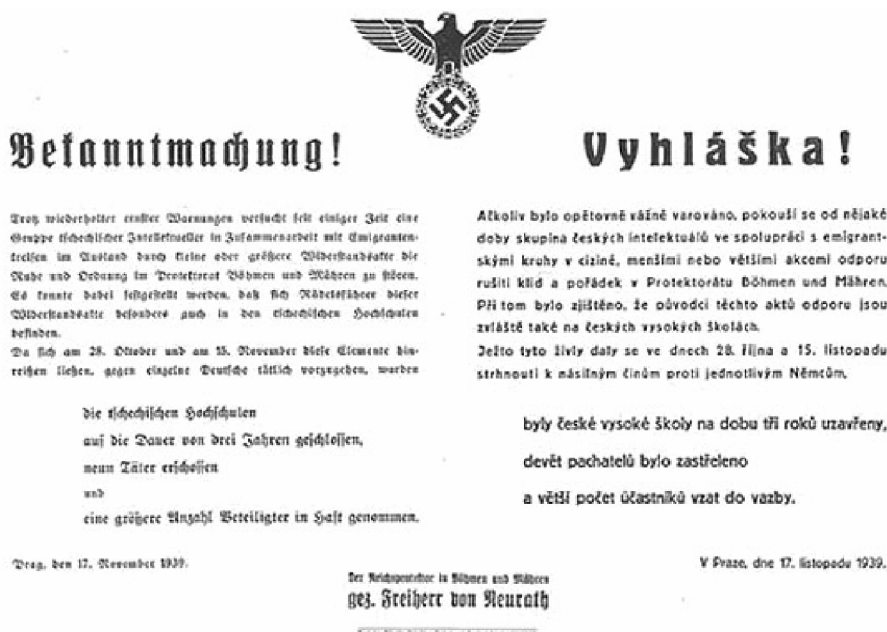 Bekanntmachung!
Trotz wiederholter ernster Warnungen versucht seit einiger Zeit eine
Gruppe tschechischer Intellektueller in Zusammenarbeit mit Emigranten-
kreisen im Ausland durch kleine oder größere Widerstandsakte die
Ruhe und Ordnung im Protektorat Böhmen und Mähren zu stören.
Es konnte dabei festgestellt werden, daß sich Rädelsführer dieser
Widerstandsakte besonders auch in den tschechischen Hochschulen
befinden.
Da sich am 28. Oktober und am 15. November diese Elemente hin-
reißen ließen, gegen einzelne Deutsche tätlich vorzugehen, wurden
die tschechischen Hochschulen
auf die Dauer von drei Jahren geschlossen,
neun Täter erschossen
und
eine größere Anzahl Beteiligter in Haft genommen.
Prag, den 17. November 1939.
Vyhláška!
Ačkoliv bylo opětovně vážně varováno, pokouší se od nějaké
doby skupina českých intelektuálů ve spolupráci s emigrant-
skými kruhy v cizině, menšími nebo většími akcemi odporu
rušiti klid a pořádek v Protektorátu Böhmen und Mähren.
Při tom bylo zjištěno, že původci těchto aktů odporu jsou
zvláště také na českých vysokých školách.
Ježto tyto živly daly se ve dnech 28. října a 15. listopadu
strhnouti k násilným činům proti jednotlivým Němcům,
byly české vysoké školy na dobu tří roků uzavřeny,
devět pachatelů bylo zastřeleno
a větší počet účastníků vzat do vazby.
V Praze, dne 17. listopadu 1939.
Der Reichsprotektor in Böhmen und Mähren
gez. Freiherr von Neurath